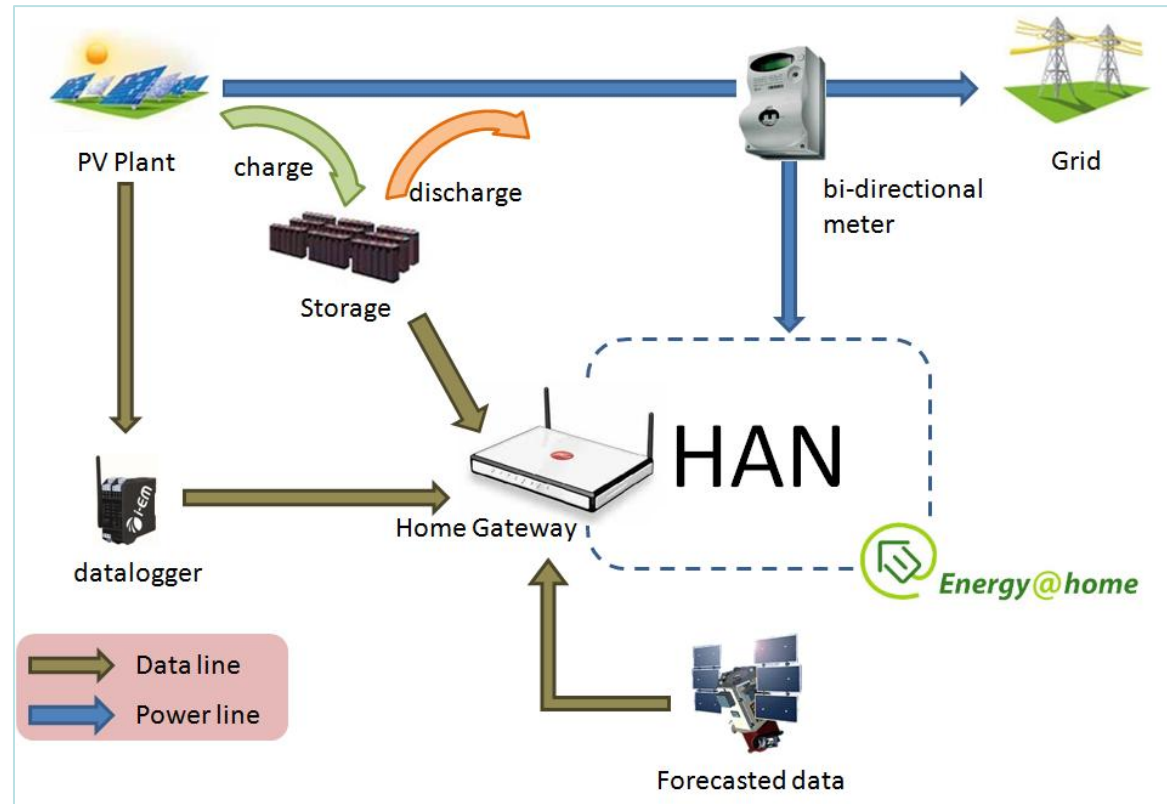 PV Plant
charge
discharge
Storage
bi-directional
meter
Grid
HAN
Home Gateway
i-EM
datalogger
Energy@home
Data line
Power line
Forecasted data